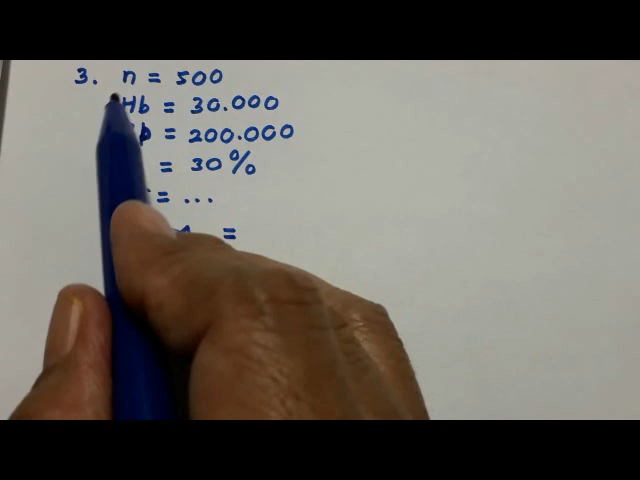 3. n = 500
Hb = 30.000
= 200.000
= 30%
= ...
=